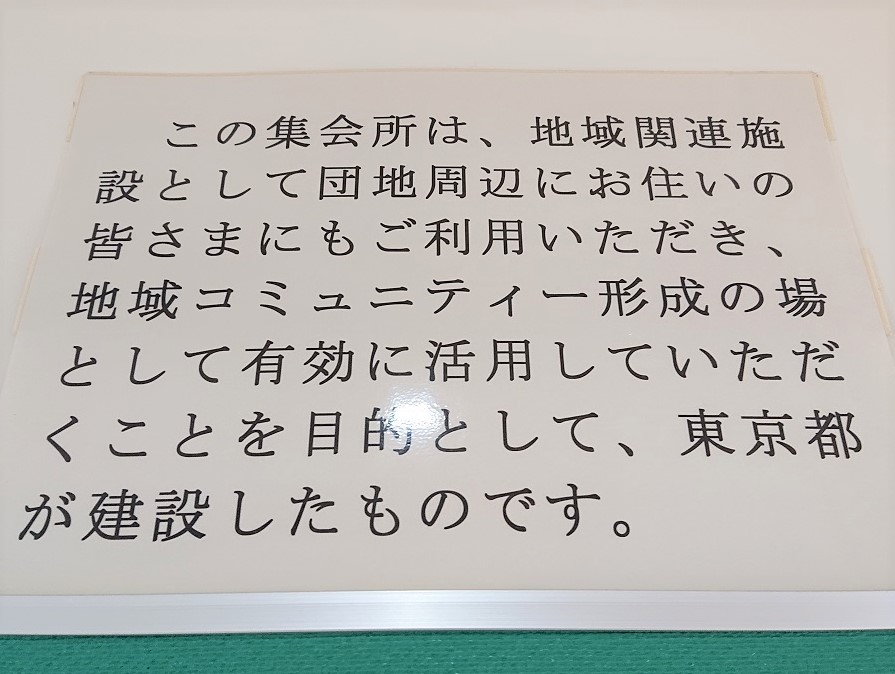 この集会所は、地域関連施
設として団地周辺にお住いの
皆さまにもご利用いただき、
地域コミュニティー形成の場
として有効に活用していただ
くことを目的として、東京都
が建設したものです。